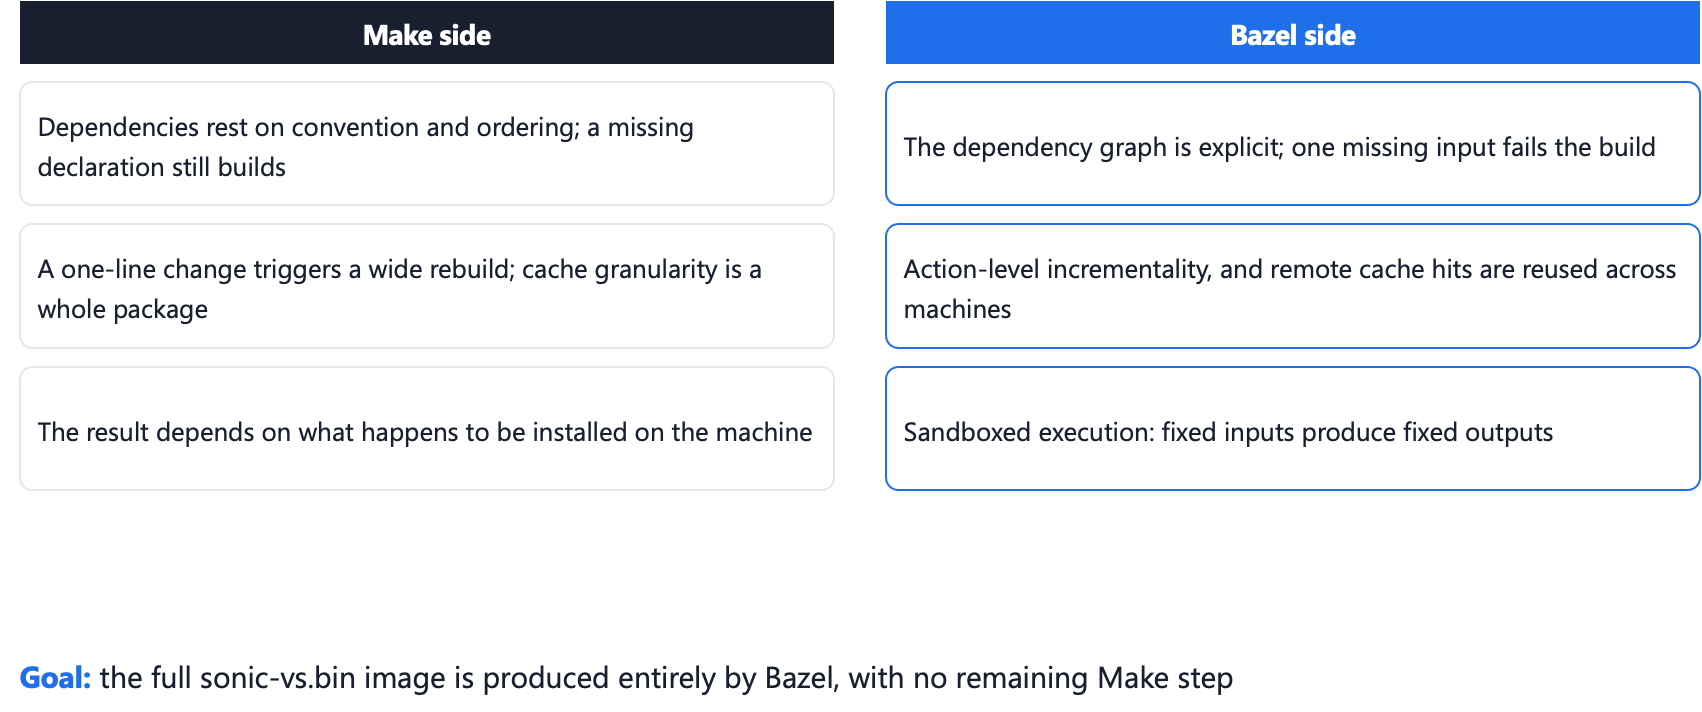 Make side
Bazel side
Dependencies rest on convention and ordering; a missing
declaration still builds
The dependency graph is explicit; one missing input fails the build
A one-line change triggers a wide rebuild; cache granularity is a
whole package
Action-level incrementality, and remote cache hits are reused across
machines
The result depends on what happens to be installed on the machine
Sandboxed execution: fixed inputs produce fixed outputs
Goal: the full sonic-vs.bin image is produced entirely by Bazel, with no remaining Make step